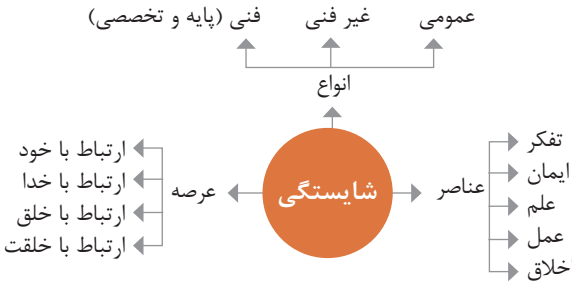 عمومی
غیر فنی
فنی (پایه و تخصصی)
انواع
شایستگی
عناصر
تفکر
ایمان
علم
عمل
اخلاق
عرصه
ارتباط با خود
ارتباط با خدا
ارتباط با خلق
ارتباط با خلقت